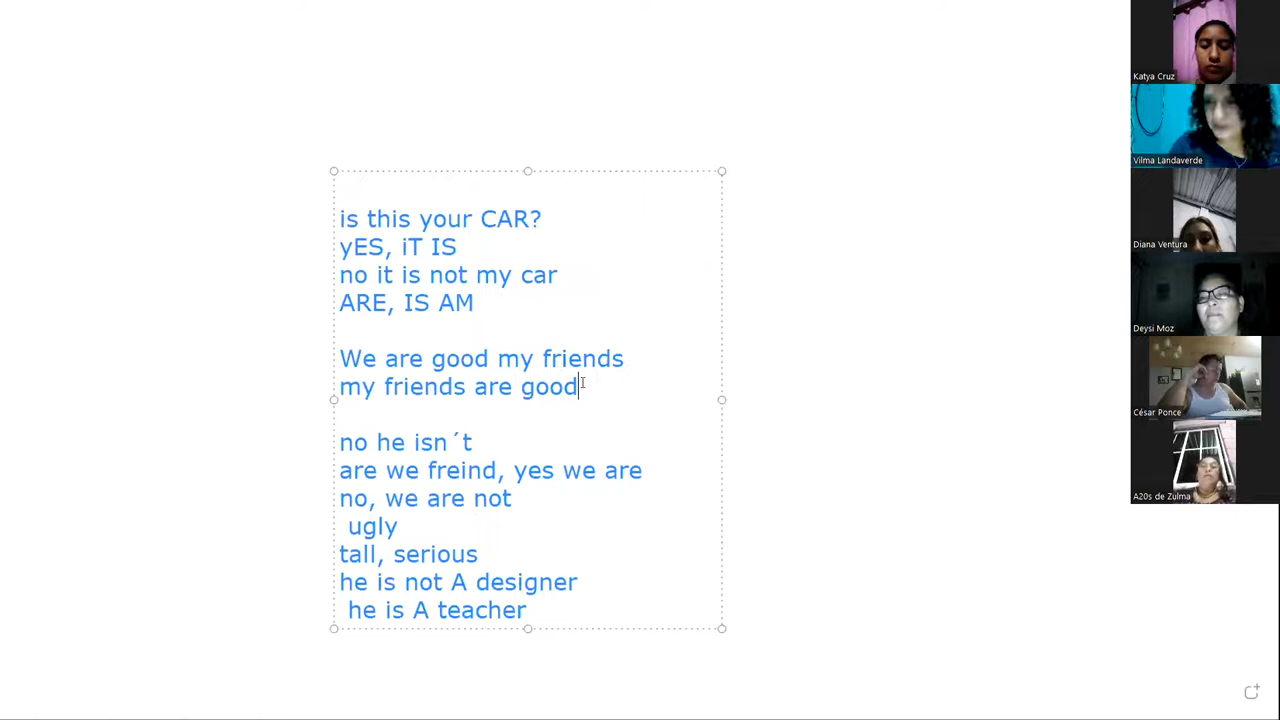 is this your CAR?
yES, iT IS
no it is not my car
ARE, IS AM
We are good my friends
my friends are good
no he isn´t
are we freind, yes we are
no, we are not
ugly
tall, serious
he is not A designer
he is A teacher
Katya Cruz
Vilma Landaverde
Diana Ventura
Deysi Moz
César Ponce
A20s de Zulma